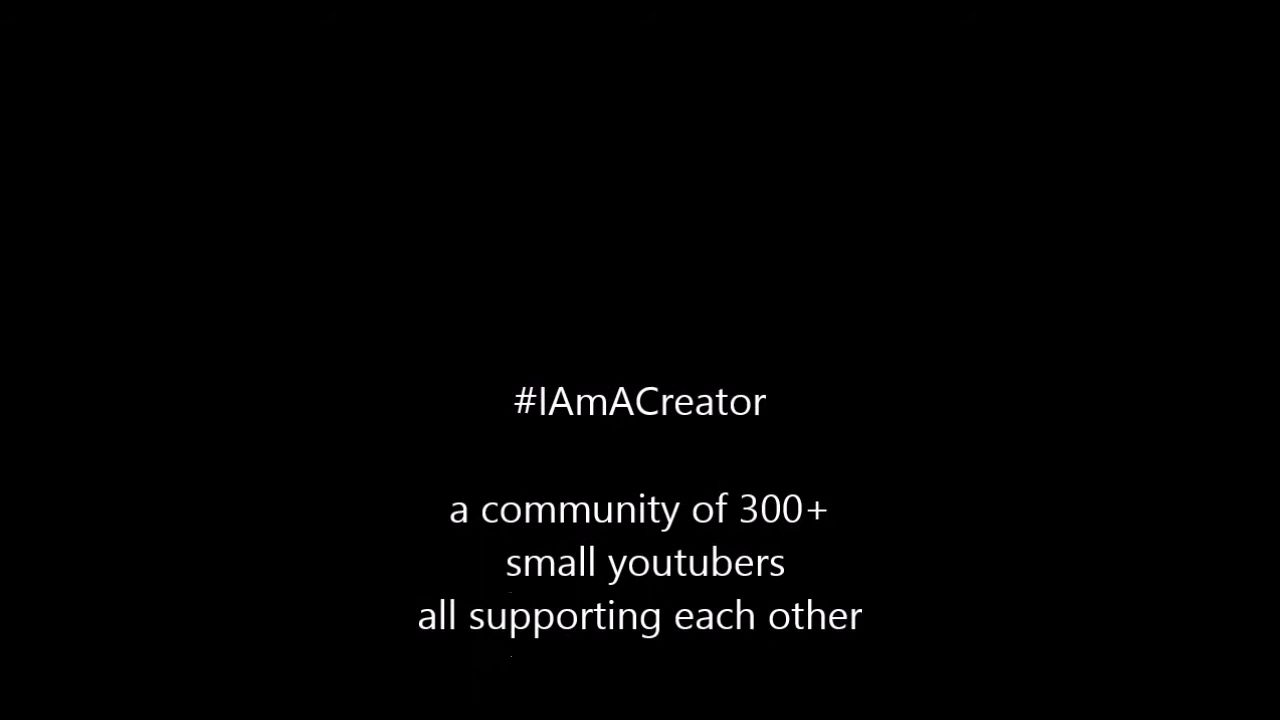 #IAmACreator
a community of 300+
small youtubers
all supporting each other